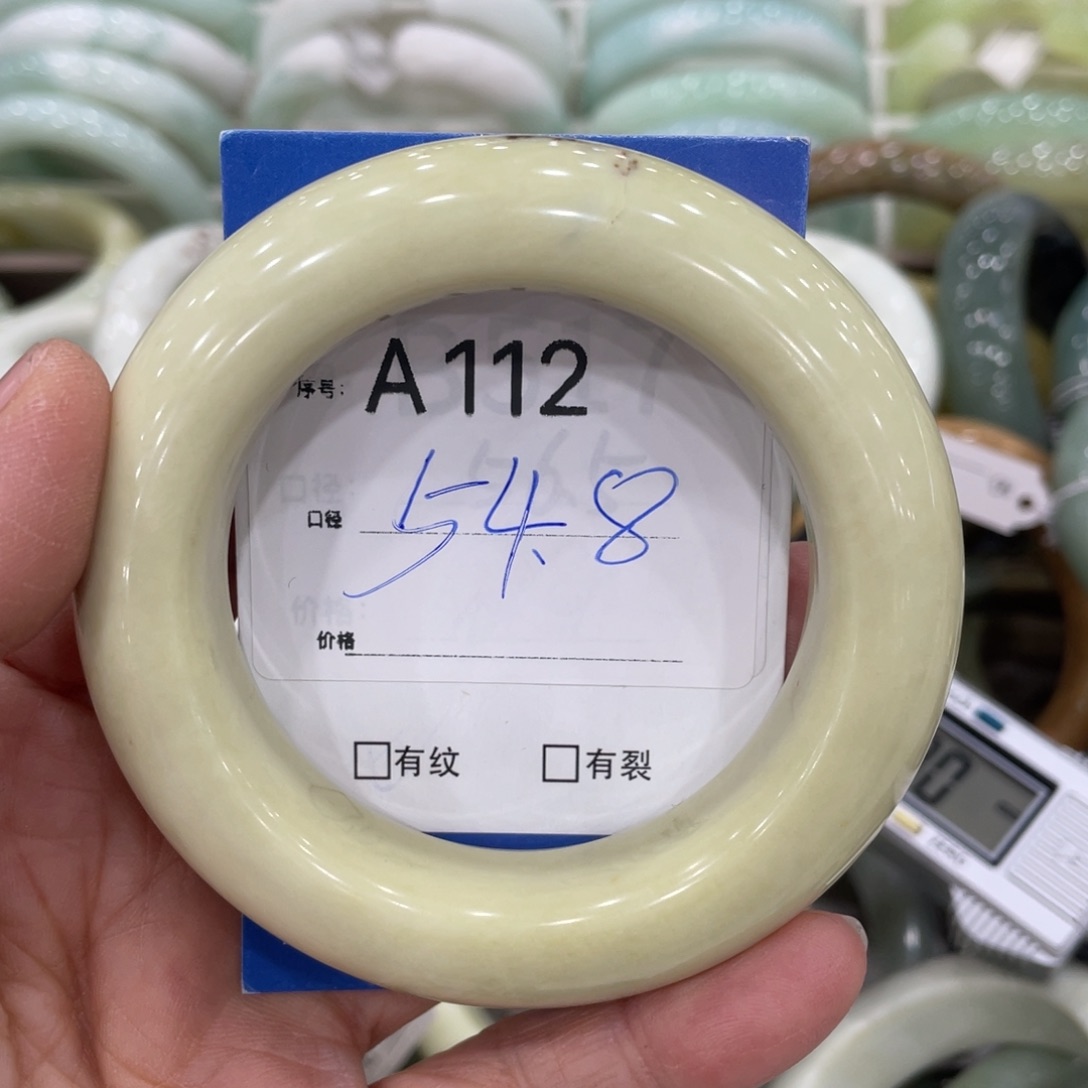 序号: A112
口径 54.8
价格
□有纹 □有裂